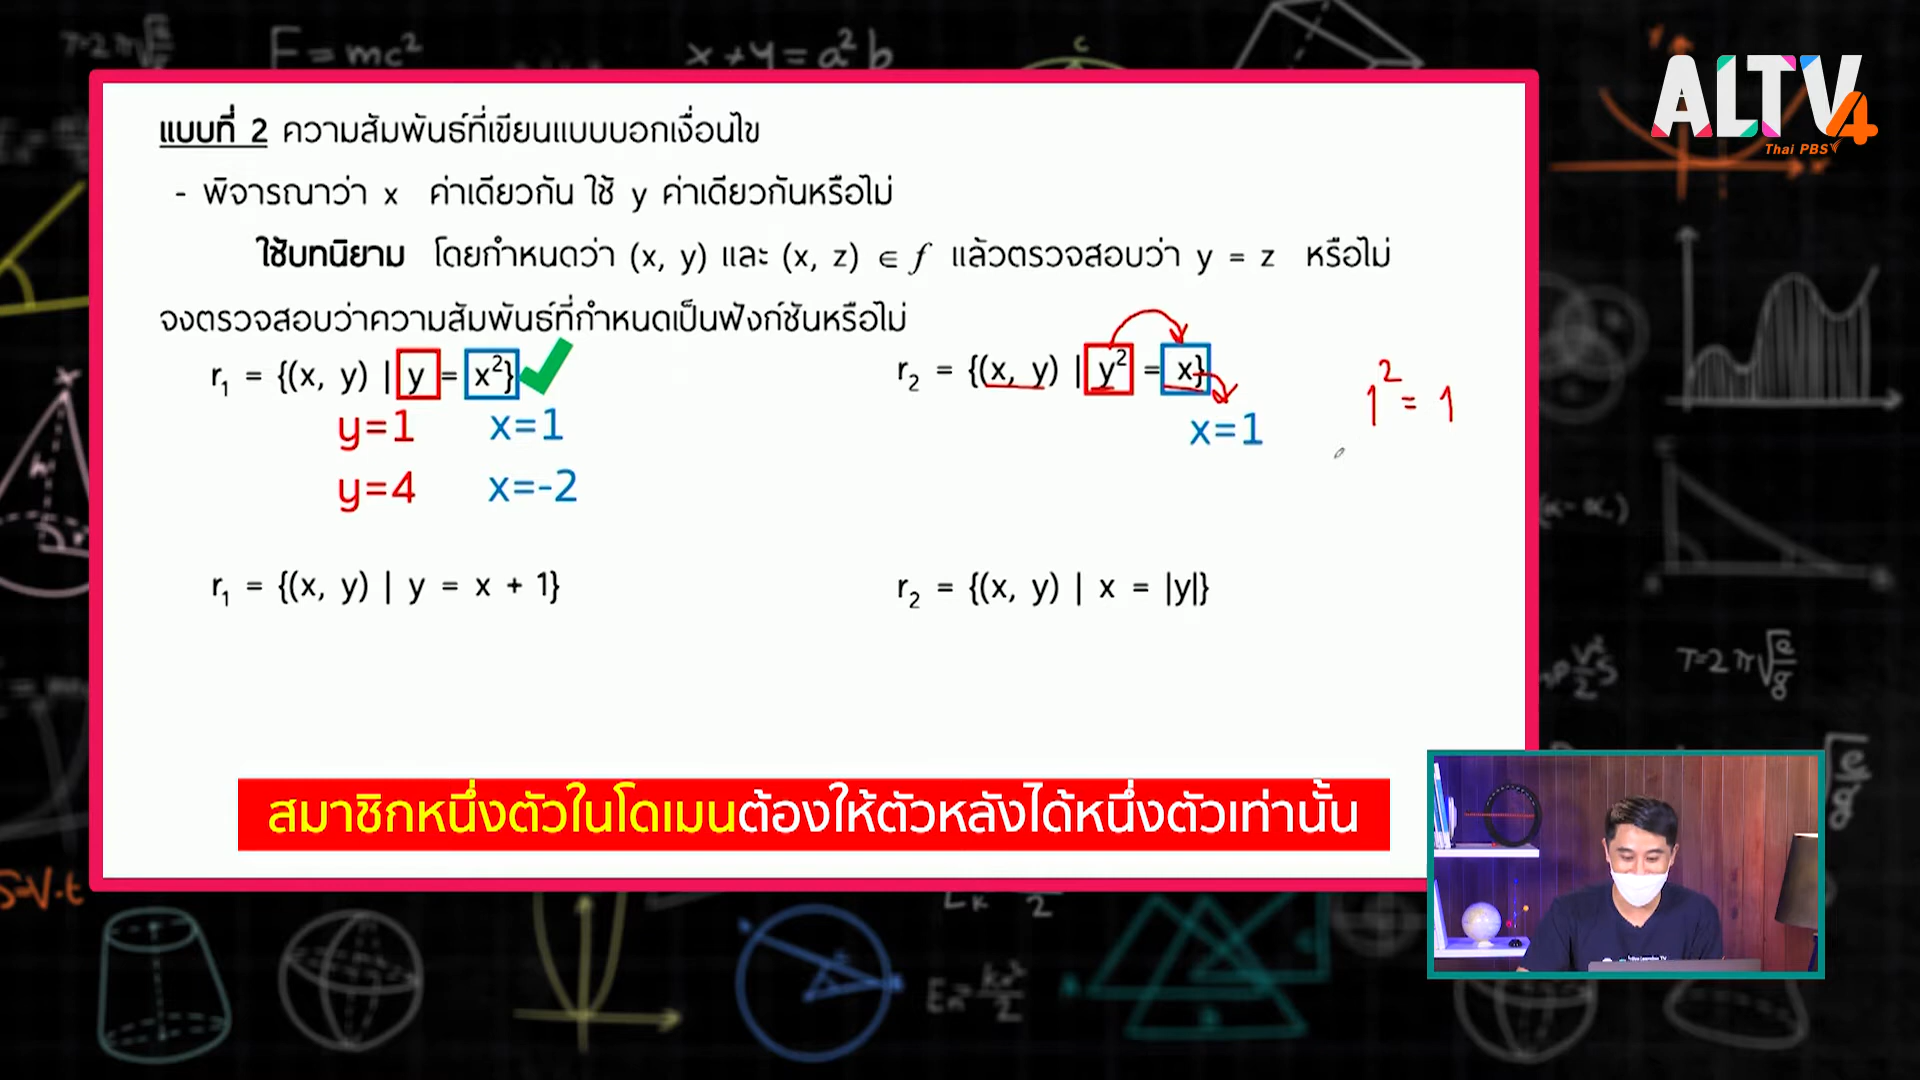 T=2π√
E = mc²
x+y = a² b
c
ALTV4
Thai PBS
แบบที่ 2 ความสัมพันธ์ที่เขียนแบบบอกเงื่อนไข
- พิจารณาว่า x ค่าเดียวกัน ใช้ y ค่าเดียวกันหรือไม่
ใช้บทนิยาม โดยกำหนดว่า (x, y) และ (x, z) ∈ f แล้วตรวจสอบว่า y = z หรือไม่
จงตรวจสอบว่าความสัมพันธ์ที่กำหนดเป็นฟังก์ชันหรือไม่
r₁ = {(x, y) | y = x²}
y=1 x=1
y=4 x=-2
r₂ = {(x, y) | y² = x}
x=1
1² = 1
r₁ = {(x, y) | y = x + 1}
r₂ = {(x, y) | x = |y|}
T=2π√e/8
สมาชิกหนึ่งตัวในโดเมนต้องให้ตัวหลังได้หนึ่งตัวเท่านั้น
S=V·t